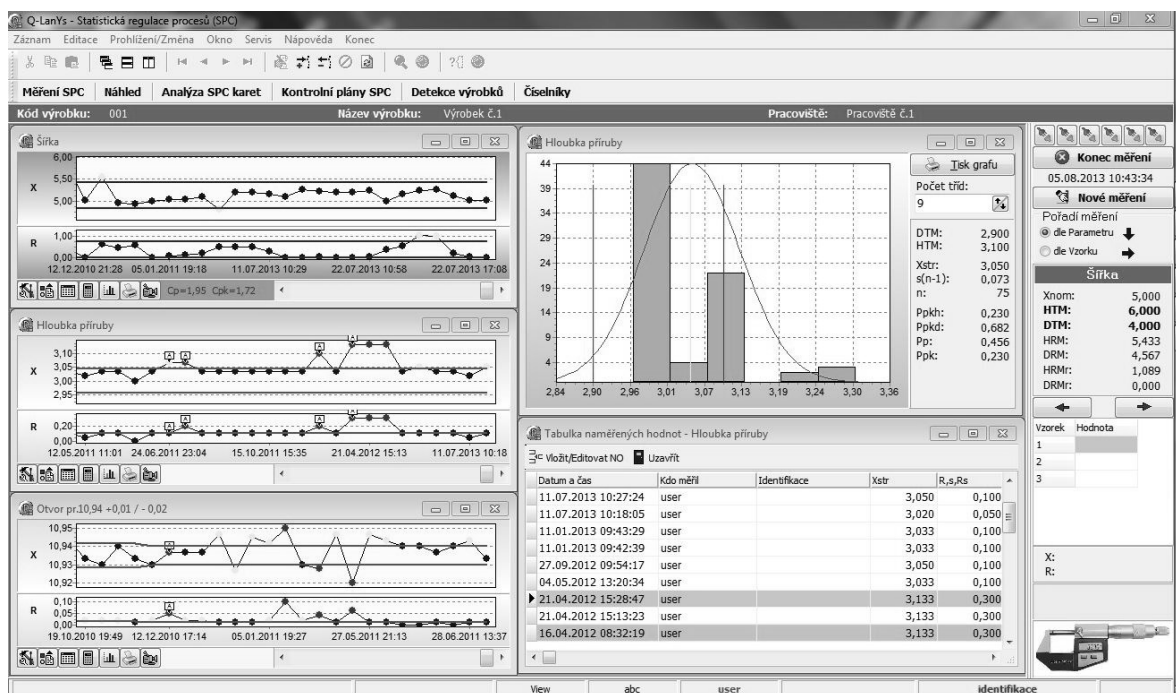 Q-LanYs - Statistická regulace procesů (SPC)
Záznam Editace Prohlížení/Změna Okno Servis Nápověda Konec
Měření SPC Náhled Analýza SPC karet Kontrolní plány SPC Detekce výrobků Číselníky
Kód výrobku: 001 Název výrobku: Výrobek č.1 Pracoviště: Pracoviště č.1
Šířka
6,00
5,50
X
5,00
1,00
R
0,00
12.12.2010 21:28 05.01.2011 19:18 11.07.2013 10:29 22.07.2013 10:58 22.07.2013 17:08
Cp=1,95 Cpk=1,72
Hloubka příruby
A A A A
3,10
3,05
X
3,00
2,95
A A A A
0,20
R
0,00
12.05.2011 11:01 24.06.2011 23:04 15.10.2011 15:35 21.04.2012 15:13 11.07.2013 10:18
Otvor pr.10,94 +0,01 / - 0,02
10,95
10,94
X
10,93
10,92
A
A
0,10
R
0,05
0,00
19.10.2010 19:49 12.12.2010 17:14 05.01.2011 19:27 27.05.2011 21:13 28.06.2011 13:37
Hloubka příruby
44
39
34
29
24
19
14
9
4
2,84 2,90 2,96 3,01 3,07 3,13 3,19 3,24 3,30 3,36
Tisk grafu
Počet tříd:
9
DTM: 2,900
HTM: 3,100
Xstr: 3,050
s(n-1): 0,073
n: 75
Ppkh: 0,230
Ppkd: 0,682
Pp: 0,456
Ppk: 0,230
Tabulka naměřených hodnot - Hloubka příruby
Vložit/Editovat NO Uzavřít
Datum a čas Kdo měřil Identifikace Xstr R,s,Rs
11.07.2013 10:27:24 user 3,050 0,100
11.07.2013 10:18:05 user 3,020 0,050
11.01.2013 09:43:29 user 3,033 0,100
11.01.2013 09:42:39 user 3,033 0,100
27.09.2012 09:54:17 user 3,050 0,100
04.05.2012 13:20:34 user 3,033 0,100
21.04.2012 15:28:47 user 3,133 0,300
21.04.2012 15:13:23 user 3,133 0,300
16.04.2012 08:32:19 user 3,133 0,300
Konec měření
05.08.2013 10:43:34
Nové měření
Pořadí měření
dle Parametru
dle Vzorku
Šířka
Xnom: 5,000
HTM: 6,000
DTM: 4,000
HRM: 5,433
DRM: 4,567
HRMr: 1,089
DRMr: 0,000
Vzorek Hodnota
1
2
3
X:
R:
View abc user identifikace